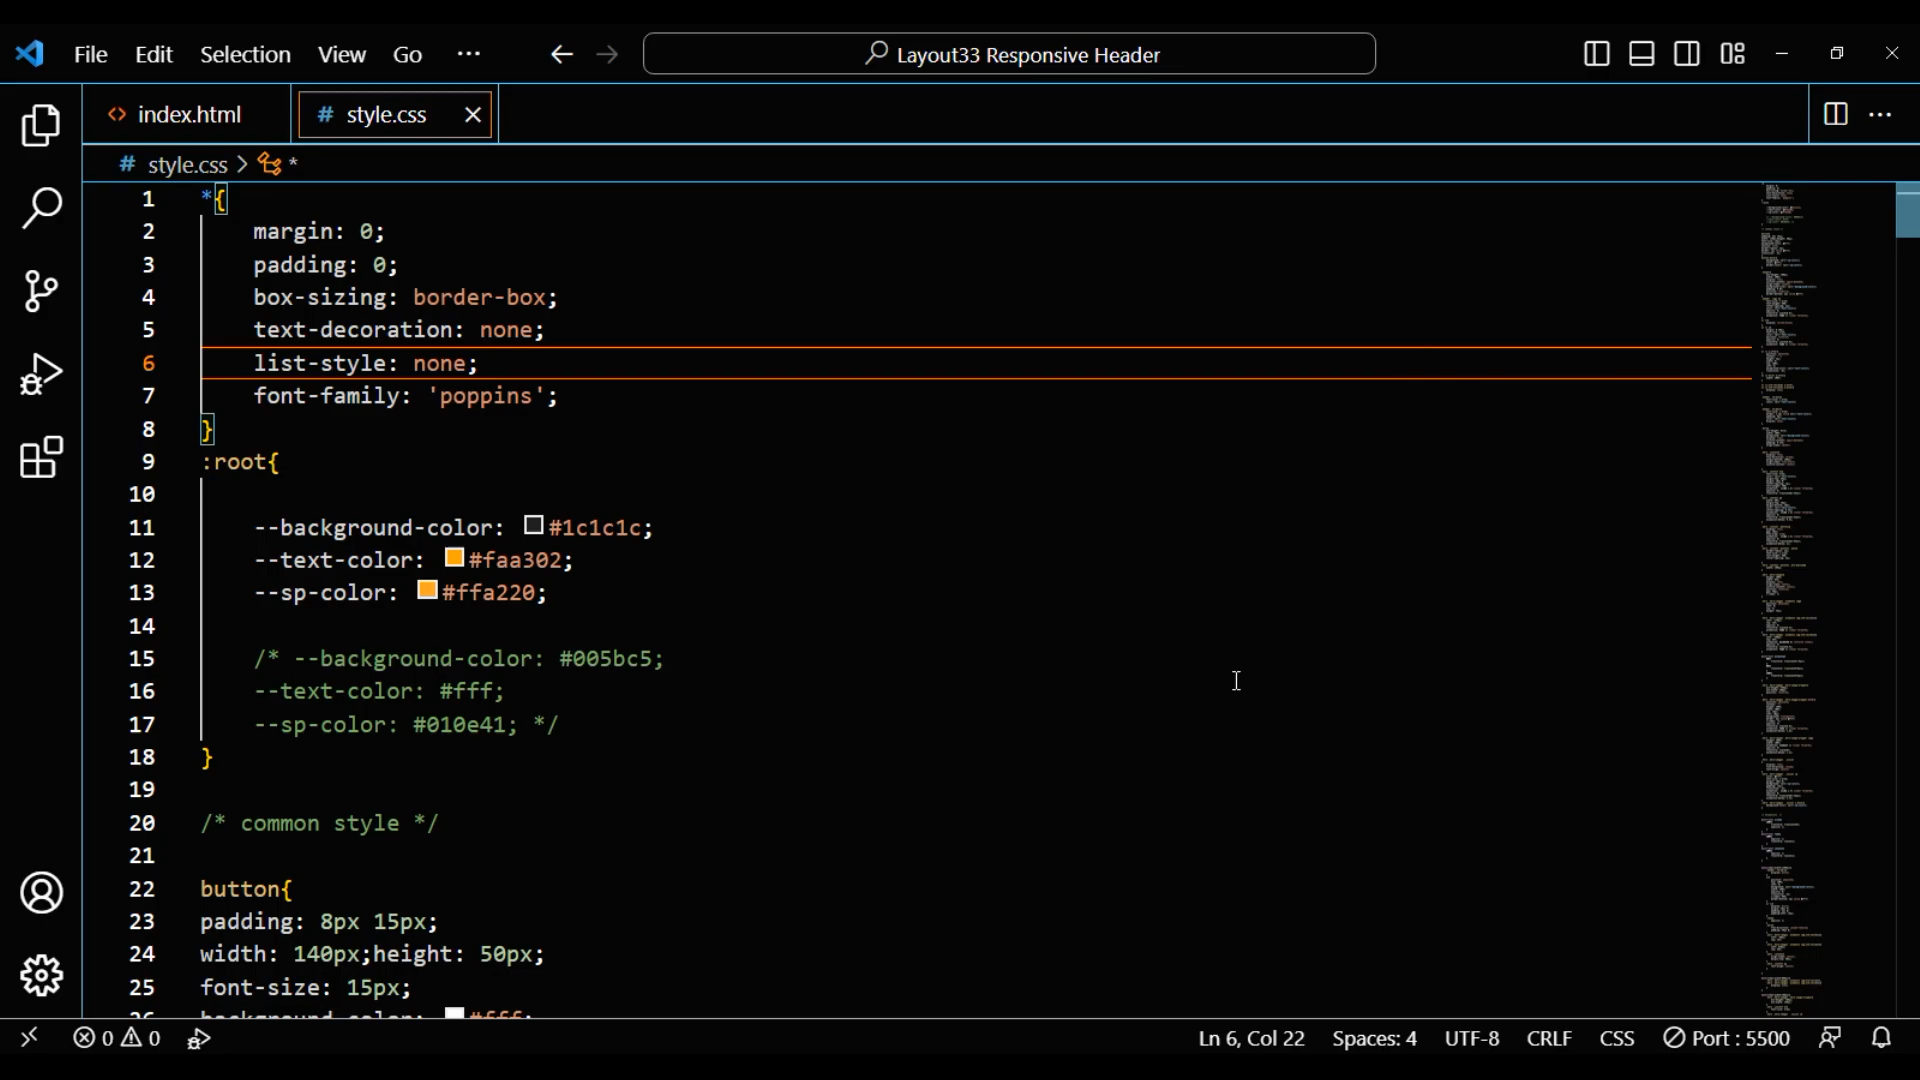 File Edit Selection View Go ··· Layout33 Responsive Header
index.html # style.css
# style.css > *
1 *{
2 margin: 0;
3 padding: 0;
4 box-sizing: border-box;
5 text-decoration: none;
6 list-style: none;
7 font-family: 'poppins';
8 }
9 :root{
10
11 --background-color: #1c1c1c;
12 --text-color: #faa302;
13 --sp-color: #ffa220;
14
15 /* --background-color: #005bc5;
16 --text-color: #fff;
17 --sp-color: #010e41; */
18 }
19
20 /* common style */
21
22 button{
23 padding: 8px 15px;
24 width: 140px;height: 50px;
25 font-size: 15px;
26 background-color: #fff;
0 0 Ln 6, Col 22 Spaces: 4 UTF-8 CRLF CSS Port : 5500